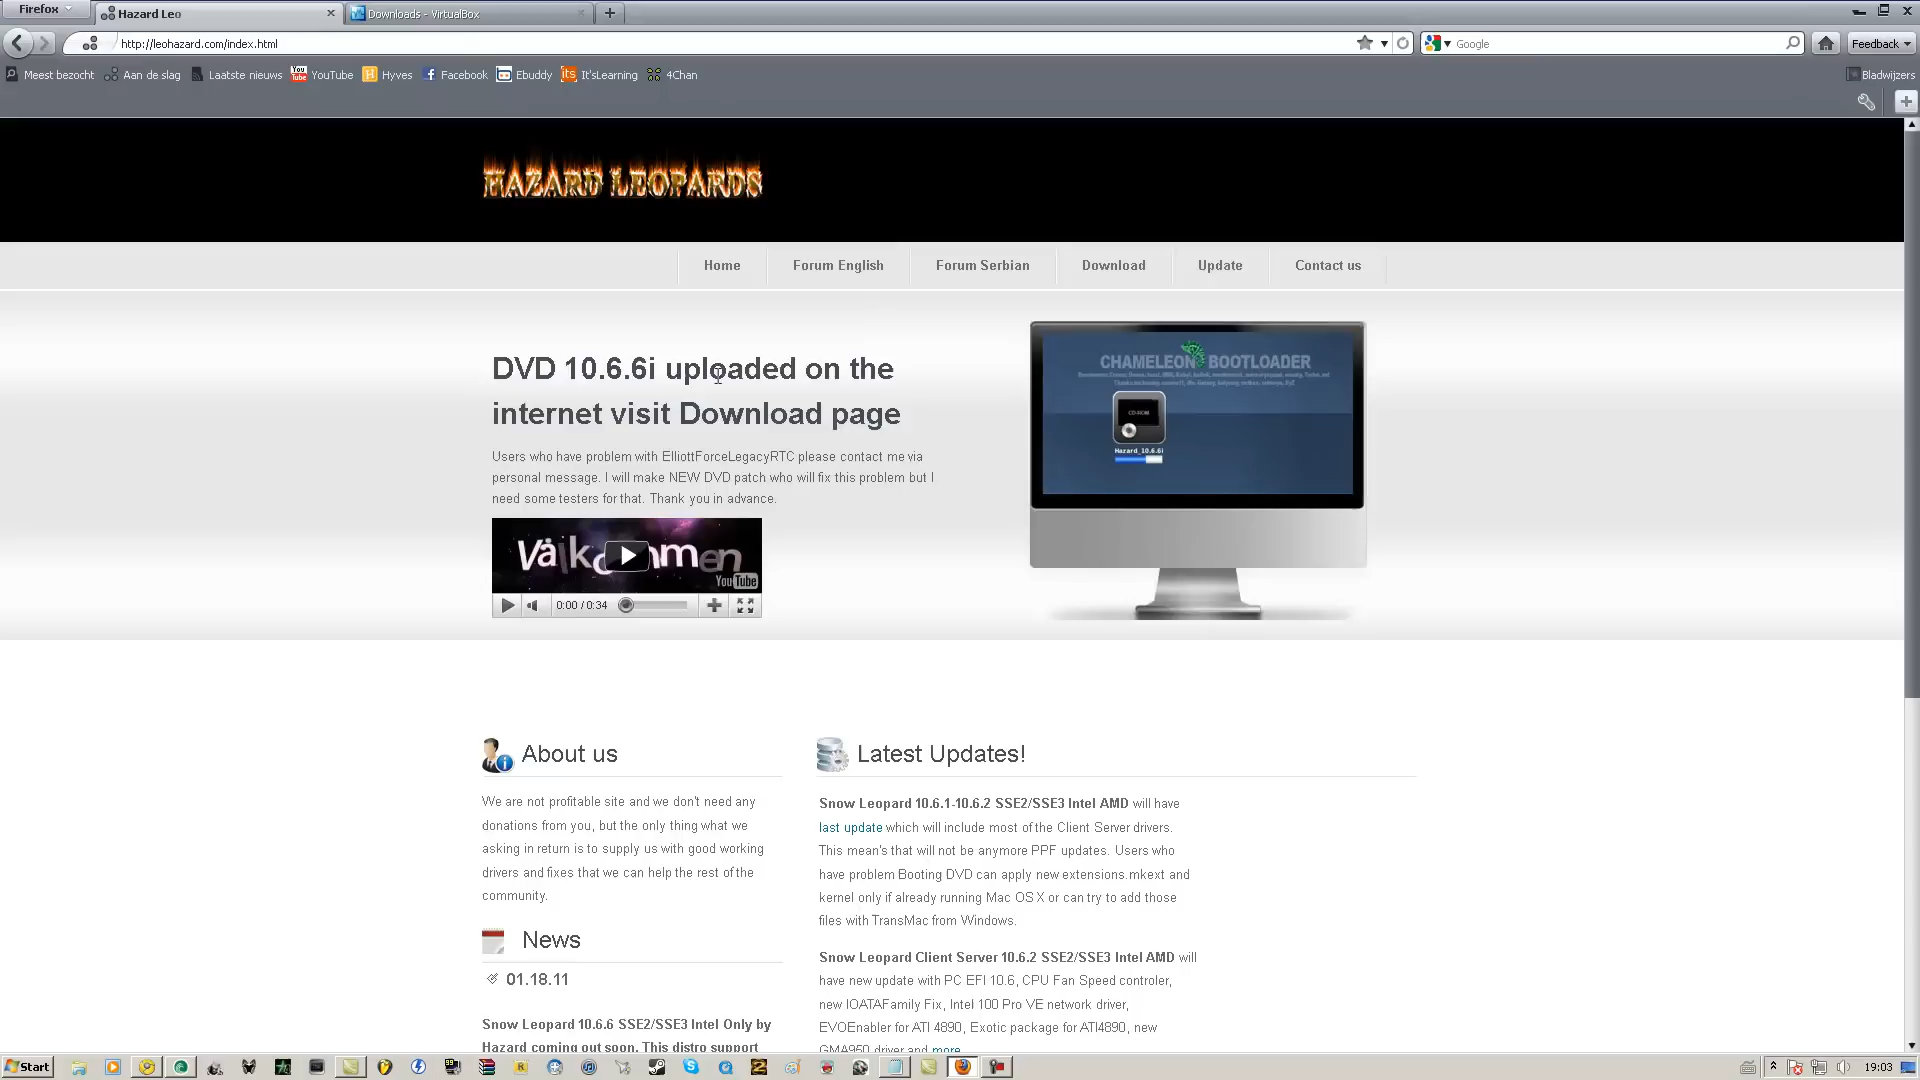 Firefox
Hazard Leo
Downloads - VirtualBox
http://leohazard.com/index.html
Google
Feedback
Meest bezocht
Aan de slag
Laatste nieuws
YouTube
Hyves
Facebook
Ebuddy
It'sLearning
4Chan
Bladwijzers
HAZARD LEOPARDS
Home
Forum English
Forum Serbian
Download
Update
Contact us
DVD 10.6.6i uploaded on the
internet visit Download page
Users who have problem with ElliottForceLegacyRTC please contact me via
personal message. I will make NEW DVD patch who will fix this problem but I
need some testers for that. Thank you in advance.
Välkommen
YouTube
0:00 / 0:34
CHAMELEON BOOTLOADER
CD-ROM
Hazard_10.6.6i
About us
We are not profitable site and we don't need any
donations from you, but the only thing what we
asking in return is to supply us with good working
drivers and fixes that we can help the rest of the
community.
News
01.18.11
Snow Leopard 10.6.6 SSE2/SSE3 Intel Only by
Hazard coming out soon. This distro support
Latest Updates!
Snow Leopard 10.6.1-10.6.2 SSE2/SSE3 Intel AMD will have
last update which will include most of the Client Server drivers.
This mean's that will not be anymore PPF updates. Users who
have problem Booting DVD can apply new extensions.mkext and
kernel only if already running Mac OS X or can try to add those
files with TransMac from Windows.
Snow Leopard Client Server 10.6.2 SSE2/SSE3 Intel AMD will
have new update with PC EFI 10.6, CPU Fan Speed controler,
new IOATAFamily Fix, Intel 100 Pro VE network driver,
EVOEnabler for ATI 4890, Exotic package for ATI4890, new
GMA950 driver and more
Start
19:03